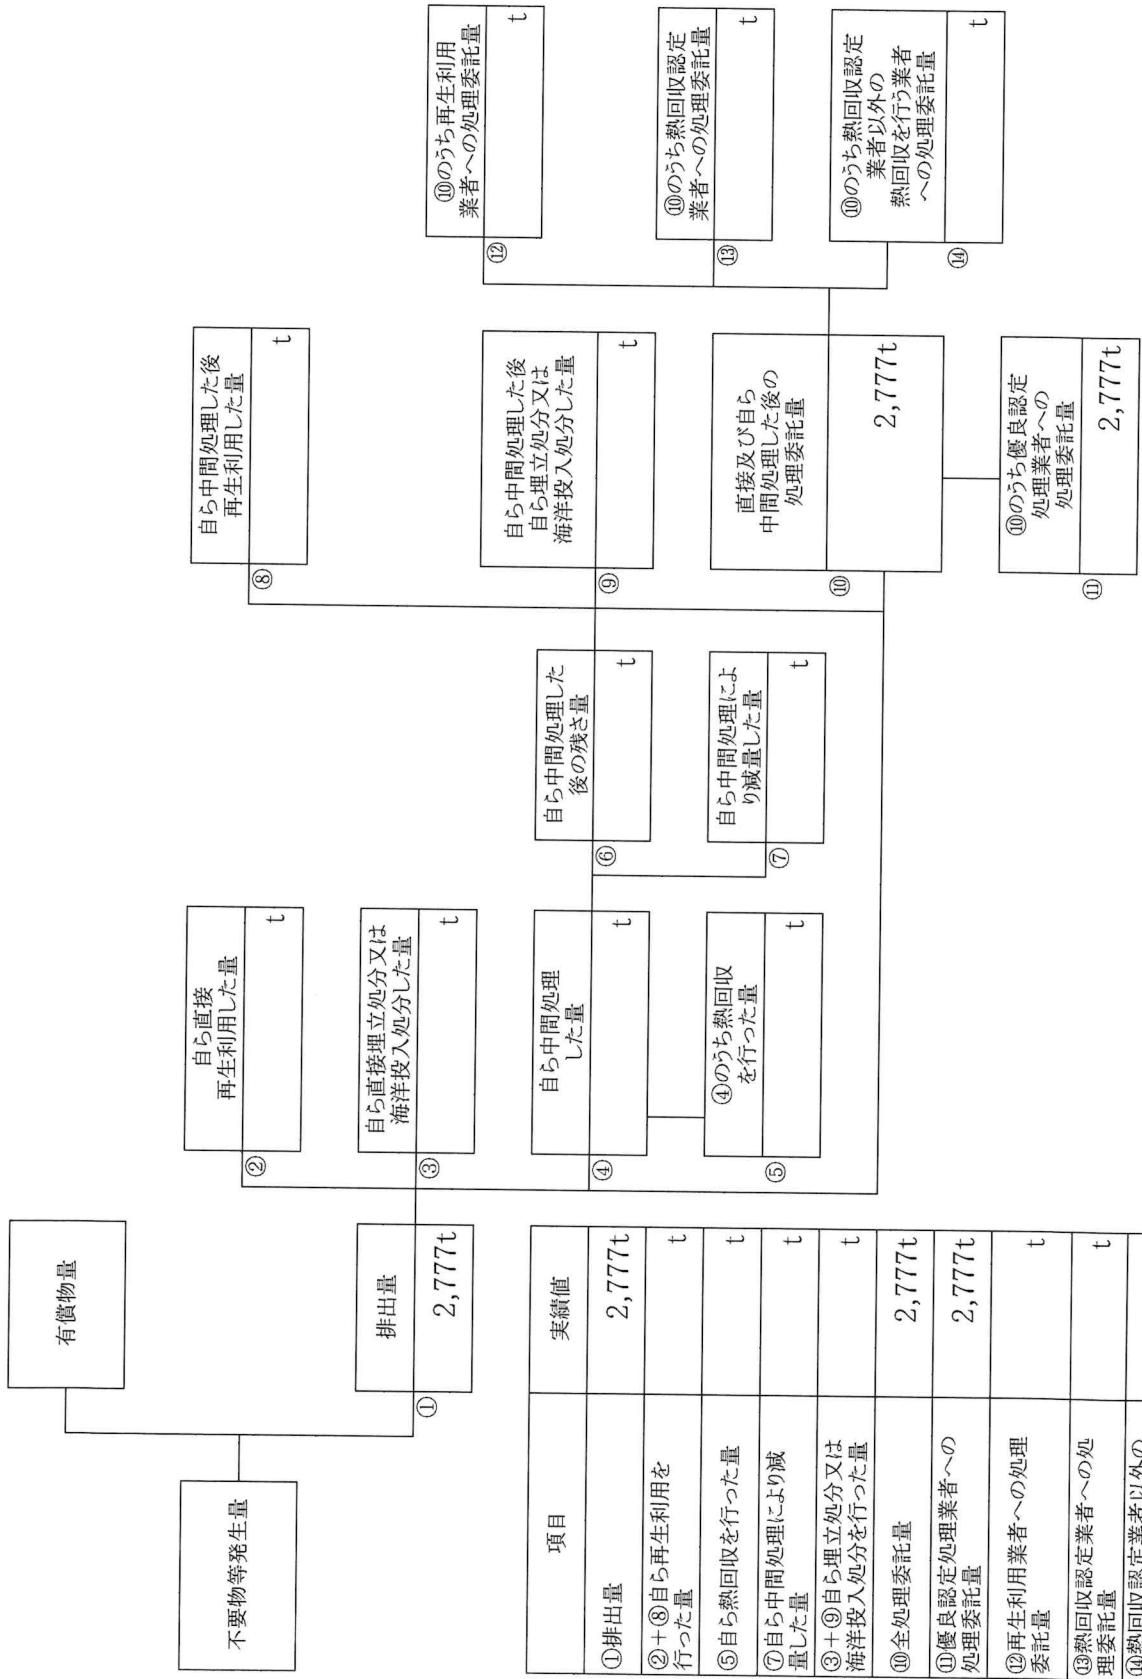 不要物等発生量
有償物量
①
排出量
2,777t
②
自ら直接
再生利用した量
t
③
自ら直接埋立処分又は
海洋投入処分した量
t
④
自ら中間処理
した量
t
⑤
④のうち熱回収
を行った量
t
⑥
自ら中間処理した
後の残さ量
t
⑦
自ら中間処理によ
り減量した量
t
⑧
自ら中間処理した後
再生利用した量
t
⑨
自ら中間処理した後
自ら埋立処分又は
海洋投入処分した量
t
⑩
直接及び自ら
中間処理した後の
処理委託量
2,777t
⑪
⑩のうち優良認定
処理業者への
処理委託量
2,777t
⑫
⑩のうち再生利用
業者への処理委託量
t
⑬
⑩のうち熱回収認定
業者への処理委託量
t
⑭
⑩のうち熱回収認定
業者以外の
熱回収を行う業者
への処理委託量
t
項目
実績値
①排出量
2,777t
②+⑧自ら再生利用を
行った量
t
⑤自ら熱回収を行った量
t
⑦自ら中間処理により減
量した量
t
③+⑨自ら埋立処分又は
海洋投入処分を行った量
t
⑩全処理委託量
2,777t
⑪優良認定処理業者への
処理委託量
2,777t
⑫再生利用業者への処理
委託量
t
⑬熱回収認定業者への処
理委託量
t
⑭熱回収認定業者以外の